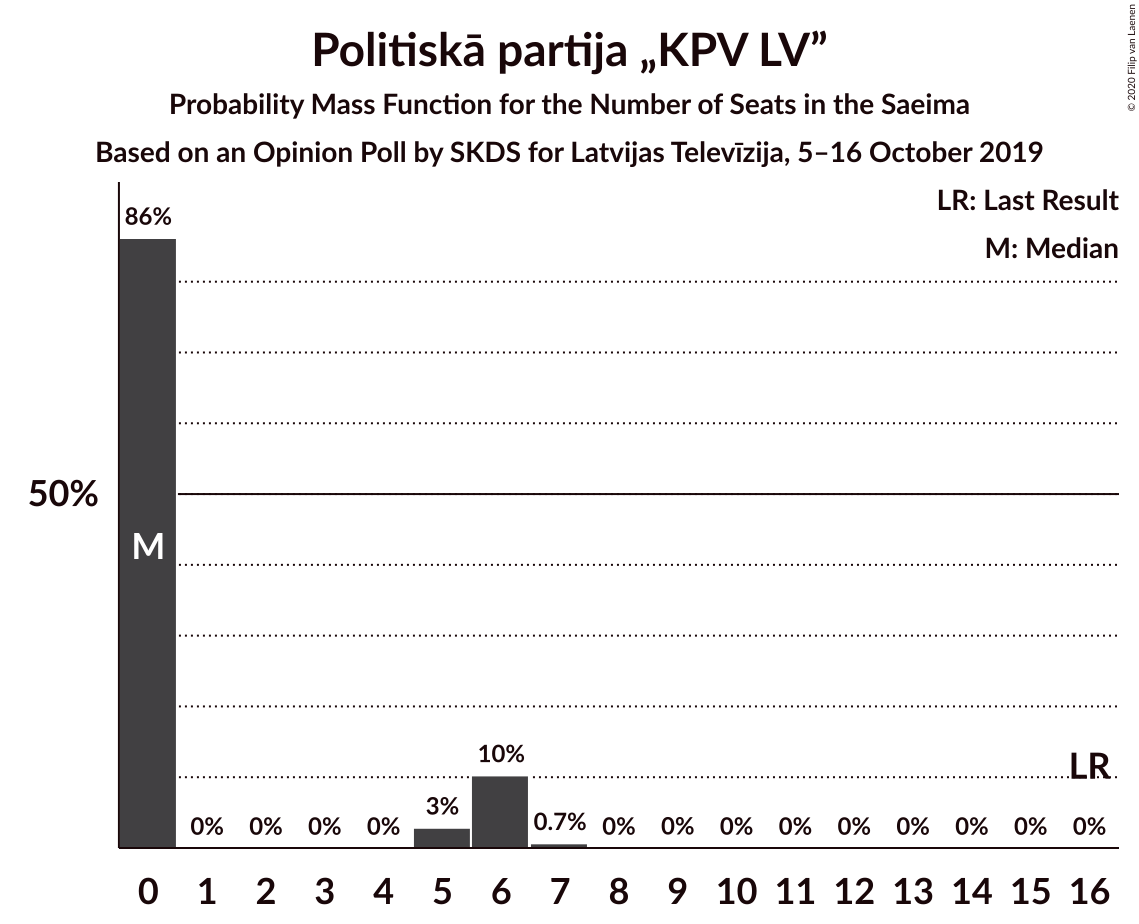 Politiskā partija „KPV LV”
Probability Mass Function for the Number of Seats in the Saeima
Based on an Opinion Poll by SKDS for Latvijas Televīzija, 5–16 October 2019
© 2020 Filip van Laenen
LR: Last Result
M: Median
86%
50%
M
10%
LR
3%
0.7%
0% 0% 0% 0% 0% 0% 0% 0% 0% 0% 0% 0% 0%
0 1 2 3 4 5 6 7 8 9 10 11 12 13 14 15 16